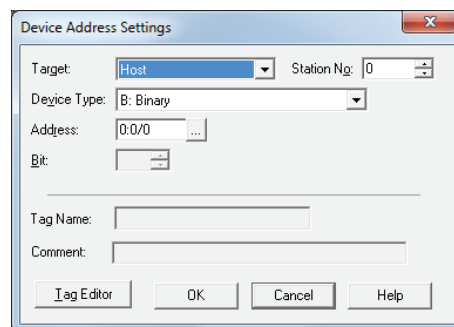 Device Address Settings
Target: Host Station No: 0
Device Type: B: Binary
Address: 0:0/0 ...
Bit:
Tag Name:
Comment:
Tag Editor OK Cancel Help